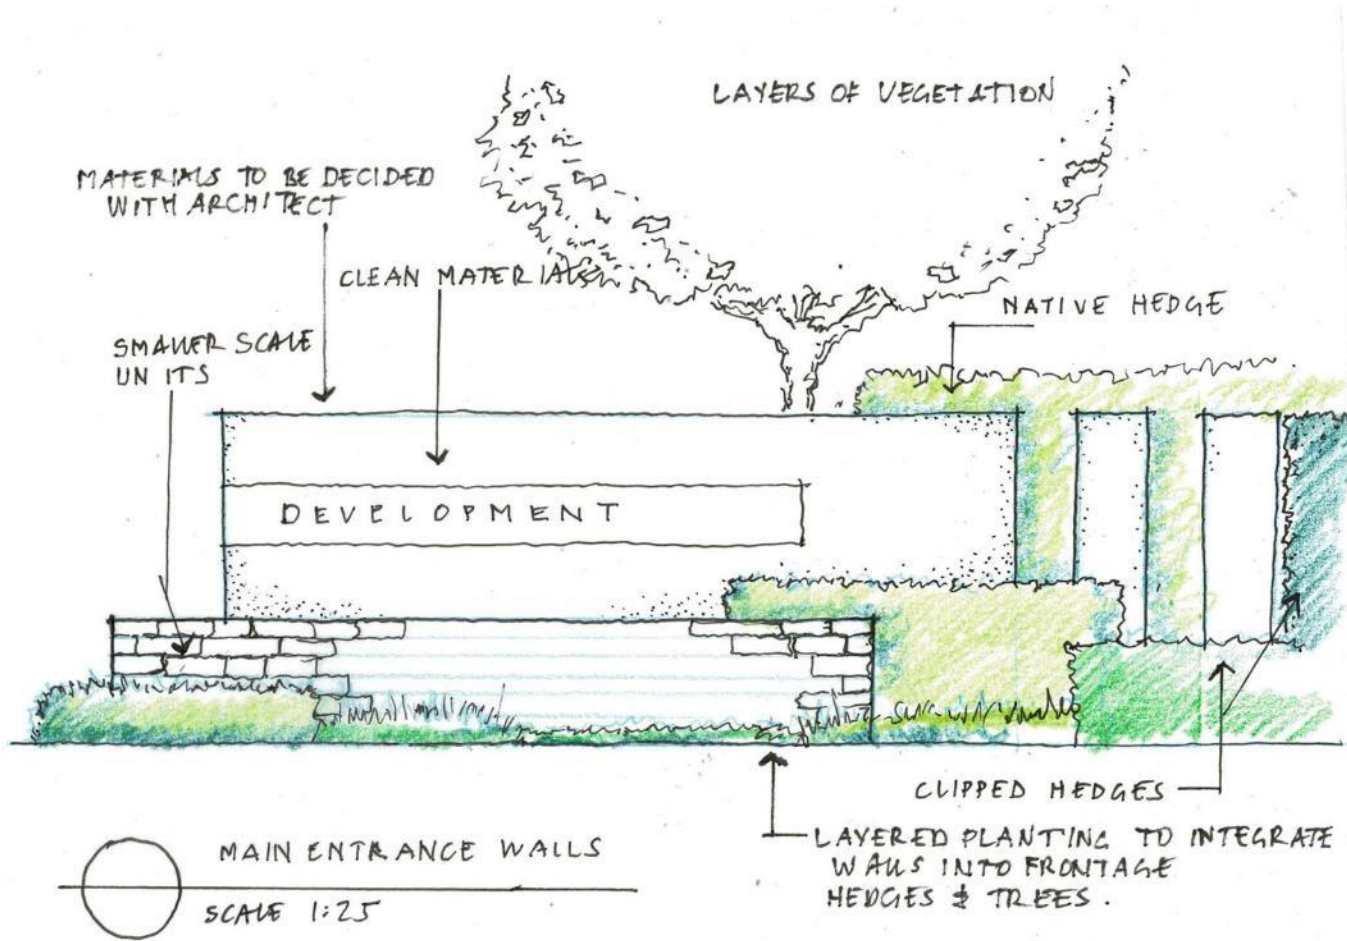 LAYERS OF VEGETATION
MATERIALS TO BE DECIDED
WITH ARCHITECT
CLEAN MATERIALS
NATIVE HEDGE
SMALLER SCALE
UNITS
DEVELOPMENT
CLIPPED HEDGES
LAYERED PLANTING TO INTEGRATE
WALLS INTO FRONTAGE
HEDGES & TREES.
MAIN ENTRANCE WALLS
SCALE 1:25